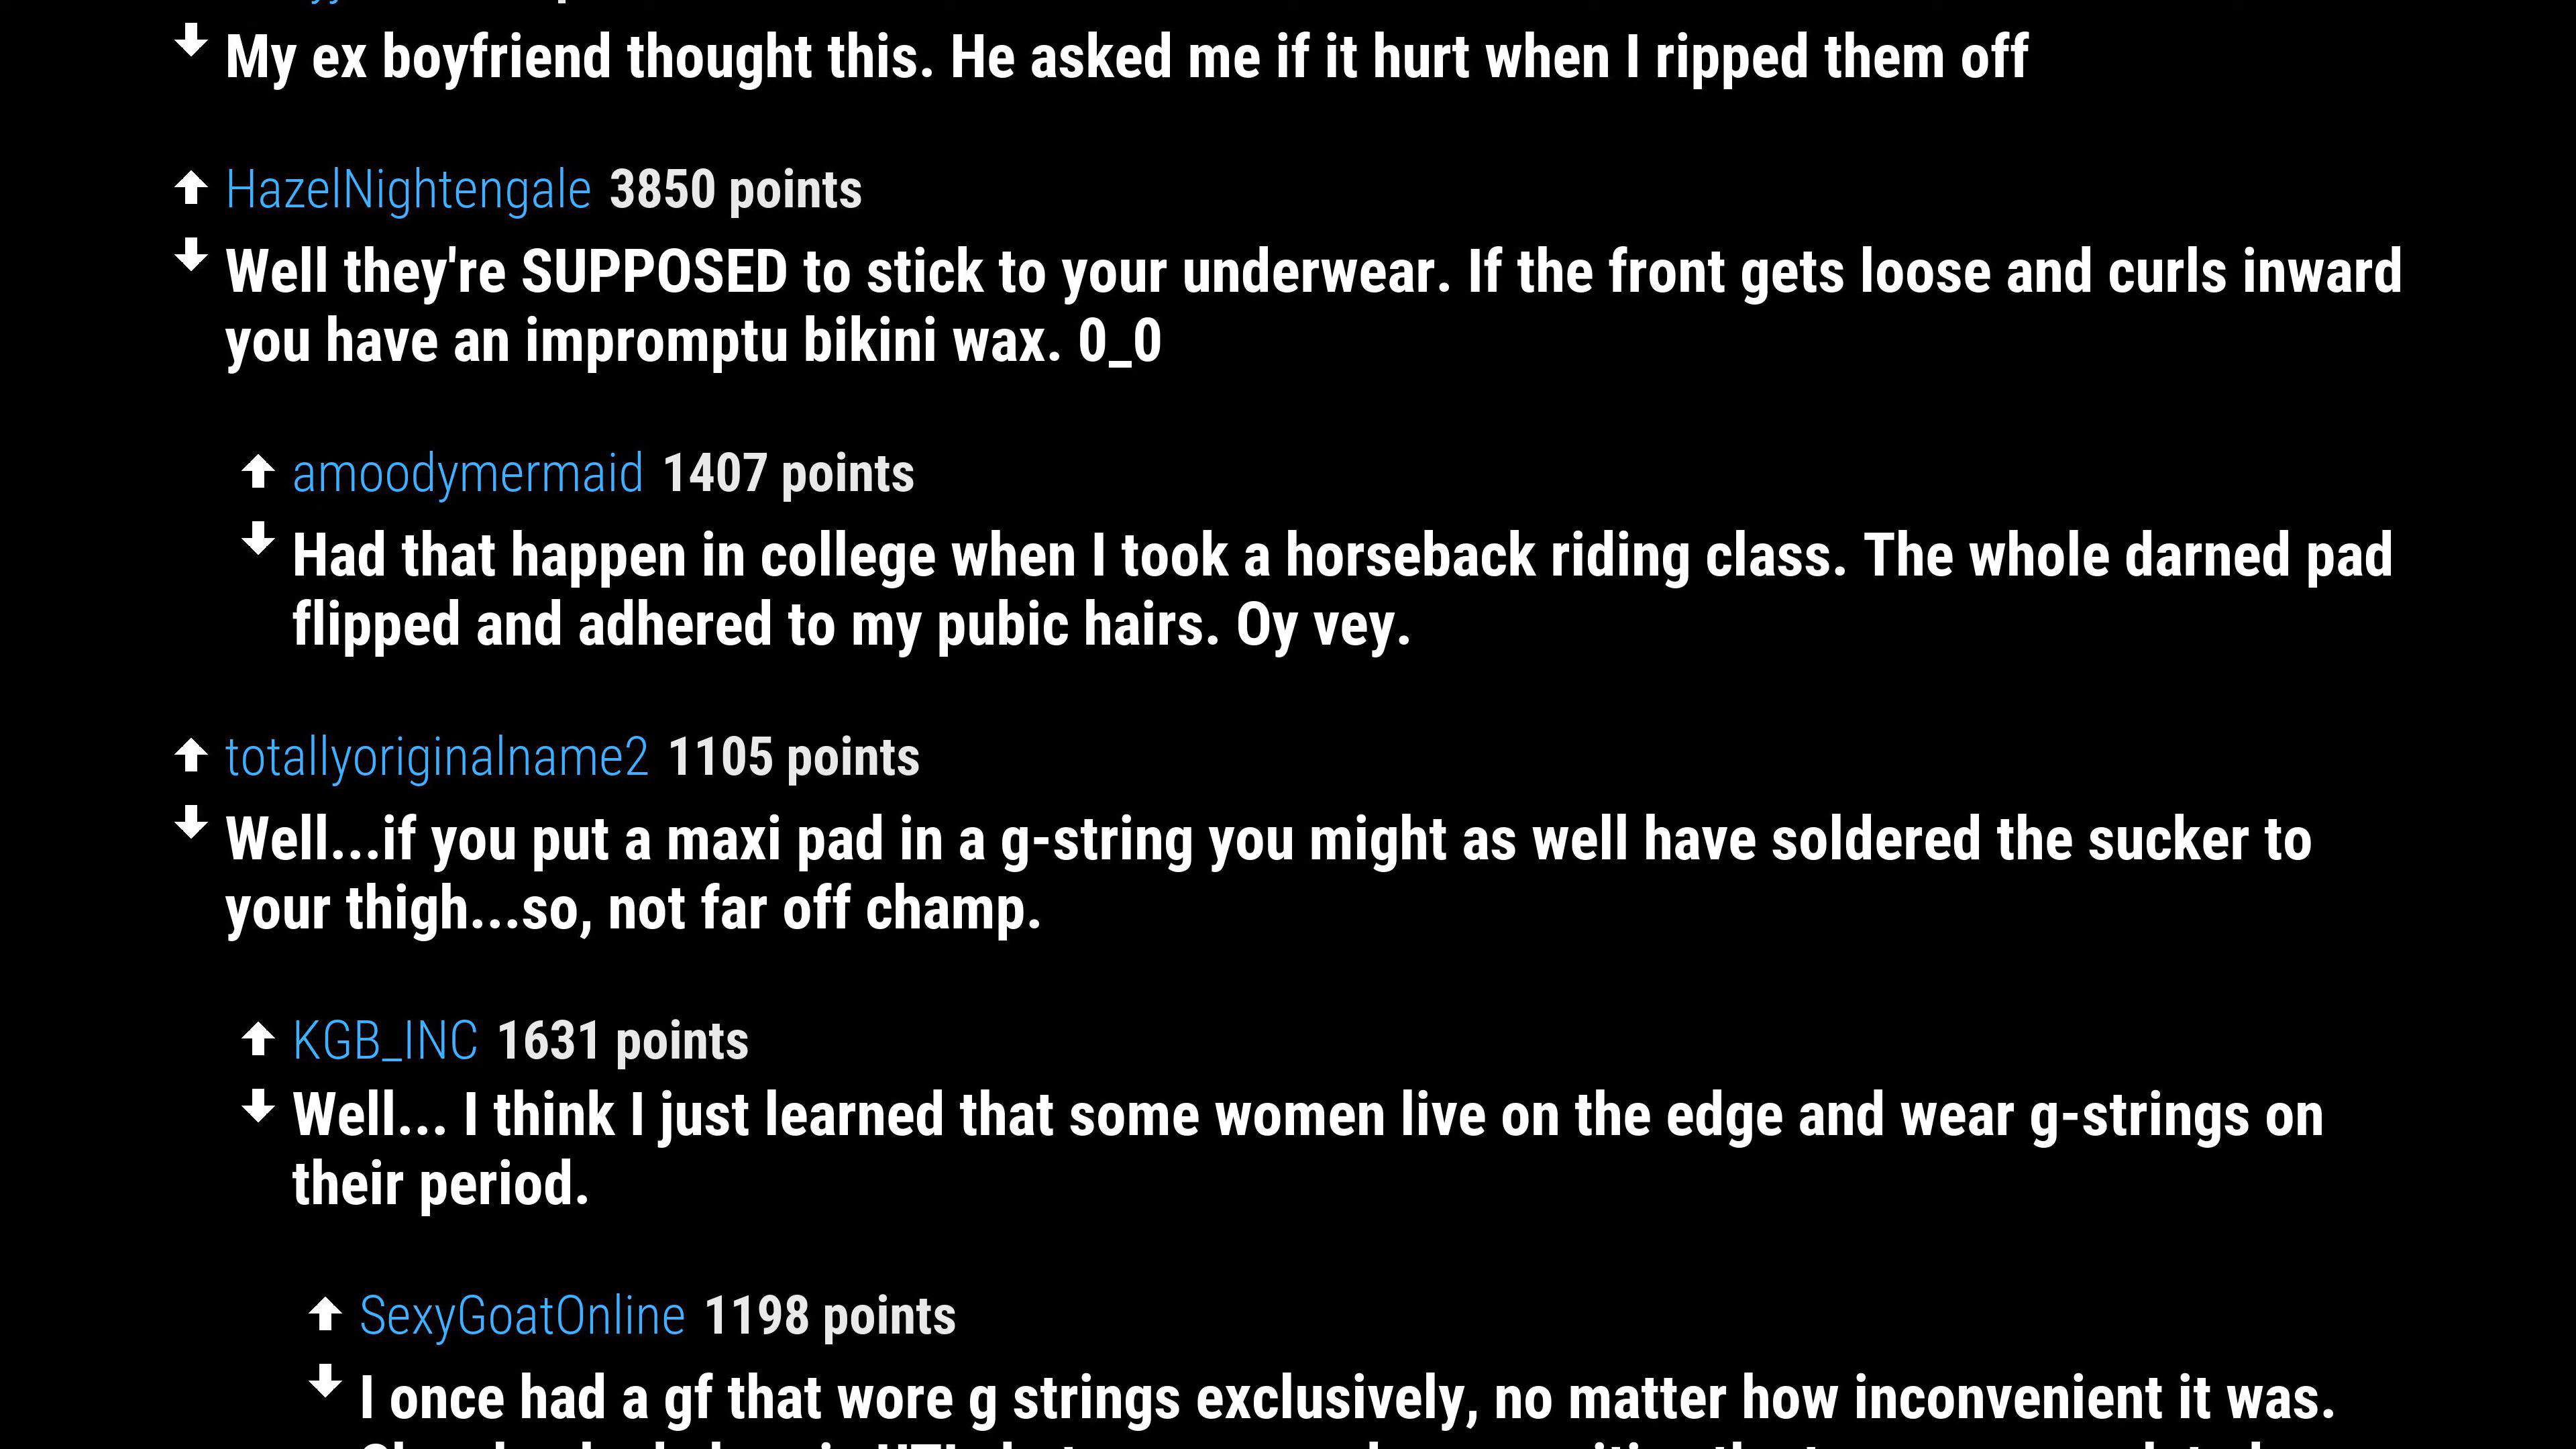 My ex boyfriend thought this. He asked me if it hurt when I ripped them off
HazelNightengale 3850 points
Well they're SUPPOSED to stick to your underwear. If the front gets loose and curls inward
you have an impromptu bikini wax. 0_0
amoodymermaid 1407 points
Had that happen in college when I took a horseback riding class. The whole darned pad
flipped and adhered to my pubic hairs. Oy vey.
totallyoriginalname2 1105 points
Well...if you put a maxi pad in a g-string you might as well have soldered the sucker to
your thigh...so, not far off champ.
KGB_INC 1631 points
Well... I think I just learned that some women live on the edge and wear g-strings on
their period.
SexyGoatOnline 1198 points
I once had a gf that wore g strings exclusively, no matter how inconvenient it was.